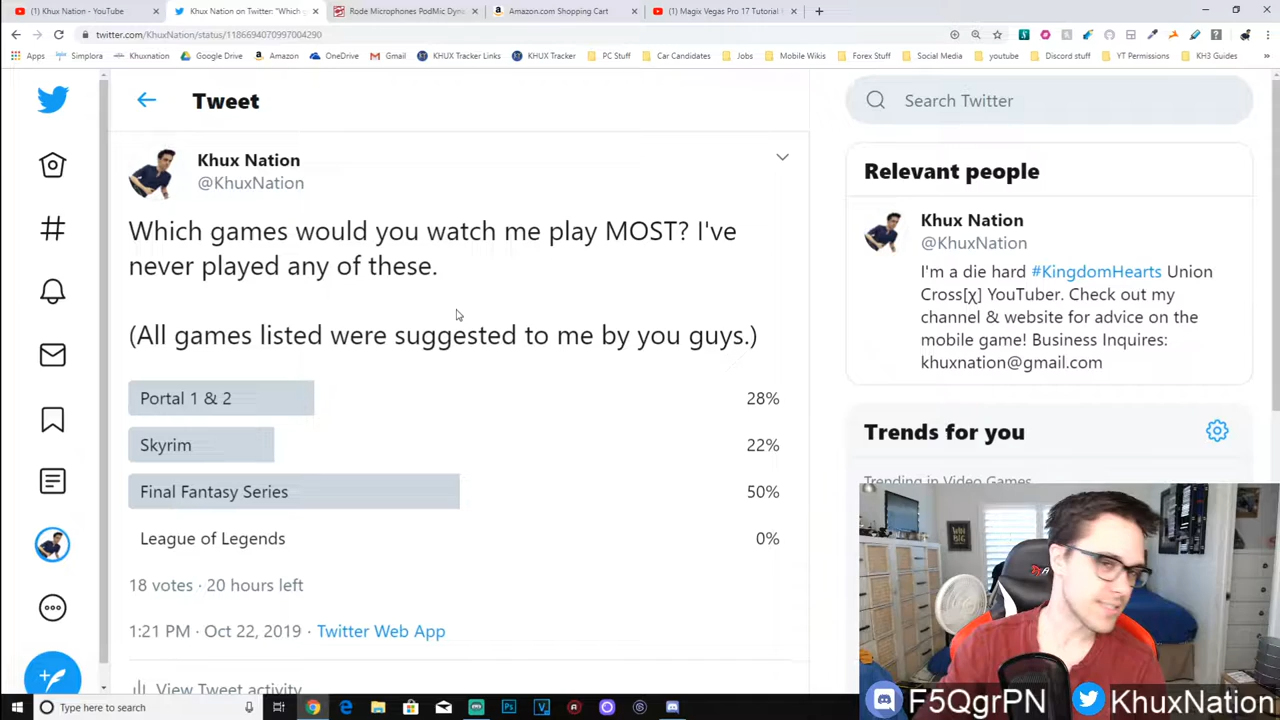 (1) Khux Nation - YouTube
Khux Nation on Twitter: "Which g
Rode Microphones PodMic Dyn
Amazon.com Shopping Cart
(1) Magix Vegas Pro 17 Tutorial
twitter.com/KhuxNation/status/1186694070997004290
Apps Simplora Khuxnation Google Drive Amazon OneDrive Gmail KHUX Tracker Links KHUX Tracker PC Stuff Car Candidates Jobs Mobile Wikis Forex Stuff Social Media youtube Discord stuff YT Permissions KH3 Guides
Tweet
Khux Nation
@KhuxNation
Which games would you watch me play MOST? I've
never played any of these.
(All games listed were suggested to me by you guys.)
Portal 1 & 2 28%
Skyrim 22%
Final Fantasy Series 50%
League of Legends 0%
18 votes · 20 hours left
1:21 PM · Oct 22, 2019 · Twitter Web App
View Tweet activity
Search Twitter
Relevant people
Khux Nation
@KhuxNation
I'm a die hard #KingdomHearts Union
Cross[χ] YouTuber. Check out my
channel & website for advice on the
mobile game! Business Inquires:
khuxnation@gmail.com
Trends for you
Trending in Video Games
F5QgrPN KhuxNation
Type here to search